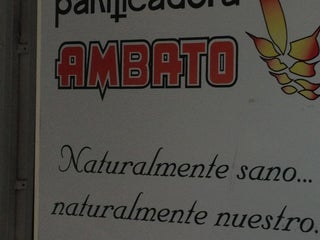 panificadora
AMBATO
Naturalmente sano...
naturalmente nuestro.